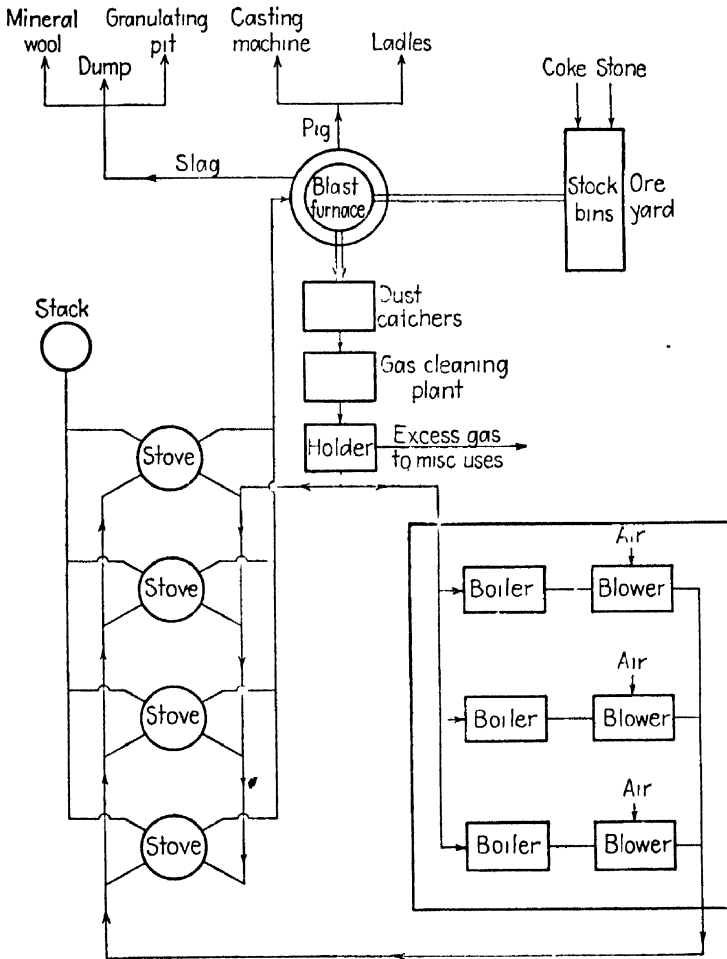 Mineral
wool
Dump
Granulating
pit
Casting
machine
Ladles
Coke Stone
Pig
Slag
Blast
furnace
Stock
bins
Ore
yard
Stack
Dust
catchers
Gas cleaning
plant
Holder
Excess gas
to misc uses
Stove
Stove
Stove
Stove
Air
Boiler
Blower
Air
Boiler
Blower
Air
Boiler
Blower